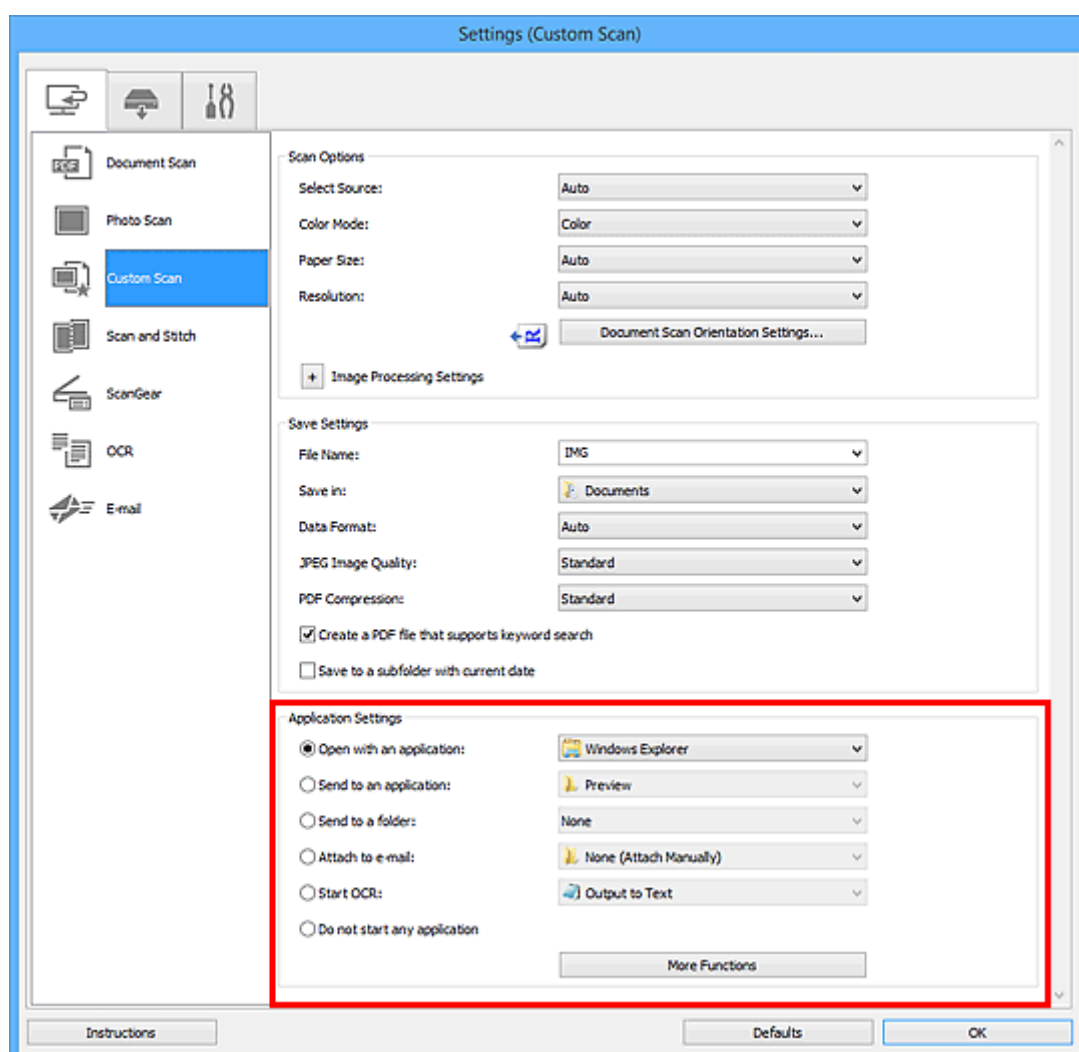 Settings (Custom Scan)
Document Scan
Photo Scan
Custom Scan
Scan and Stitch
ScanGear
OCR
E-mail
Scan Options
Select Source: Auto
Color Mode: Color
Paper Size: Auto
Resolution: Auto
Document Scan Orientation Settings...
+ Image Processing Settings
Save Settings
File Name: IMG
Save in: Documents
Data Format: Auto
JPEG Image Quality: Standard
PDF Compression: Standard
Create a PDF file that supports keyword search
Save to a subfolder with current date
Application Settings
Open with an application: Windows Explorer
Send to an application: Preview
Send to a folder: None
Attach to e-mail: None (Attach Manually)
Start OCR: Output to Text
Do not start any application
More Functions
Instructions Defaults OK